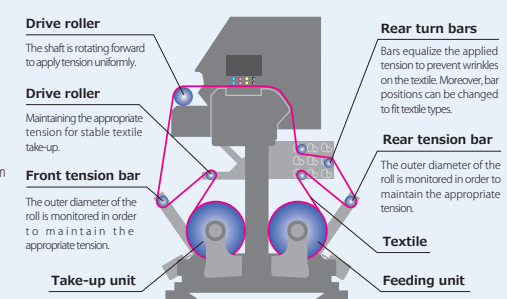 Drive roller
The shaft is rotating forward
to apply tension uniformly.
Drive roller
Maintaining the appropriate
tension for stable textile
take-up.
Front tension bar
The outer diameter of the
roll is monitored in order
to maintain the
appropriate tension.
Take-up unit
Rear turn bars
Bars equalize the applied
tension to prevent wrinkles
on the textile. Moreover, bar
positions can be changed
to fit textile types.
Rear tension bar
The outer diameter of the
roll is monitored in order to
maintain the appropriate
tension.
Textile
Feeding unit